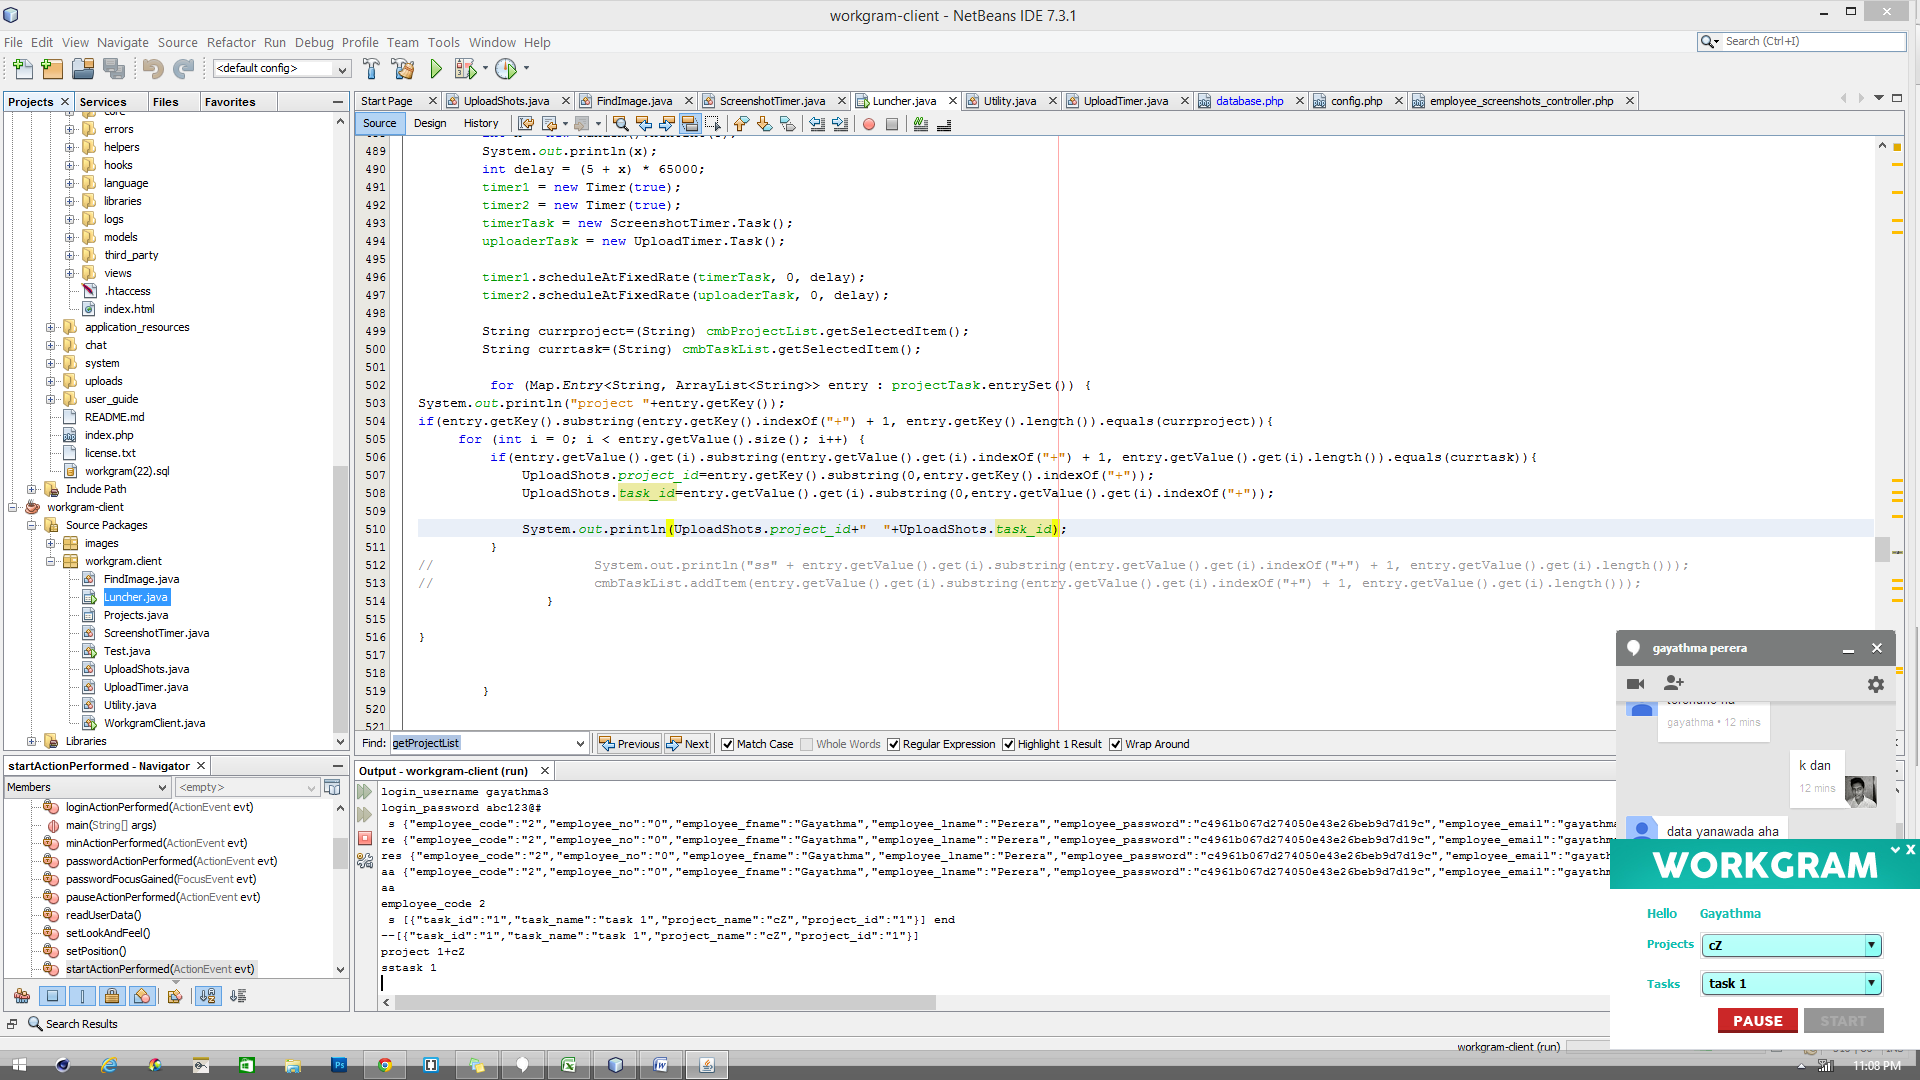 workgram-client - NetBeans IDE 7.3.1
File Edit View Navigate Source Refactor Run Debug Profile Team Tools Window Help
Search (Ctrl+I)
<default config>
Projects Services Files Favorites
core
errors
helpers
hooks
language
libraries
logs
models
third_party
views
.htaccess
index.html
application_resources
chat
system
uploads
user_guide
README.md
index.php
license.txt
workgram(22).sql
Include Path
workgram-client
Source Packages
images
workgram.client
FindImage.java
Luncher.java
Projects.java
ScreenshotTimer.java
Test.java
UploadShots.java
UploadTimer.java
Utility.java
WorkgramClient.java
Libraries
Start Page UploadShots.java FindImage.java ScreenshotTimer.java Luncher.java Utility.java UploadTimer.java database.php config.php employee_screenshots_controller.php
Source Design History
489 System.out.println(x);
490 int delay = (5 + x) * 65000;
491 timer1 = new Timer(true);
492 timer2 = new Timer(true);
493 timerTask = new ScreenshotTimer.Task();
494 uploaderTask = new UploadTimer.Task();
495
496 timer1.scheduleAtFixedRate(timerTask, 0, delay);
497 timer2.scheduleAtFixedRate(uploaderTask, 0, delay);
498
499 String currproject=(String) cmbProjectList.getSelectedItem();
500 String currtask=(String) cmbTaskList.getSelectedItem();
501
502 for (Map.Entry<String, ArrayList<String>> entry : projectTask.entrySet()) {
503 System.out.println("project "+entry.getKey());
504 if(entry.getKey().substring(entry.getKey().indexOf("+") + 1, entry.getKey().length()).equals(currproject)){
505 for (int i = 0; i < entry.getValue().size(); i++) {
506 if(entry.getValue().get(i).substring(entry.getValue().get(i).indexOf("+") + 1, entry.getValue().get(i).length()).equals(currtask)){
507 UploadShots.project_id=entry.getKey().substring(0,entry.getKey().indexOf("+"));
508 UploadShots.task_id=entry.getValue().get(i).substring(0,entry.getValue().get(i).indexOf("+"));
509
510 System.out.println(UploadShots.project_id+"  "+UploadShots.task_id);
511 }
512 // System.out.println("ss" + entry.getValue().get(i).substring(entry.getValue().get(i).indexOf("+") + 1, entry.getValue().get(i).length()));
513 // cmbTaskList.addItem(entry.getValue().get(i).substring(entry.getValue().get(i).indexOf("+") + 1, entry.getValue().get(i).length()));
514 }
515
516 }
517
518
519 }
520
521
Find: getProjectList Previous Next Match Case Whole Words Regular Expression Highlight 1 Result Wrap Around
startActionPerformed - Navigator
Members <empty>
loginActionPerformed(ActionEvent evt)
main(String[] args)
minActionPerformed(ActionEvent evt)
passwordActionPerformed(ActionEvent evt)
passwordFocusGained(FocusEvent evt)
pauseActionPerformed(ActionEvent evt)
readUserData()
setLookAndFeel()
setPosition()
startActionPerformed(ActionEvent evt)
Output - workgram-client (run)
login_username gayathma3
login_password abc123@#
s {"employee_code":"2","employee_no":"0","employee_fname":"Gayathma","employee_lname":"Perera","employee_password":"c4961b067d274050e43e26beb9d7d19c","employee_email":"gayathma
re {"employee_code":"2","employee_no":"0","employee_fname":"Gayathma","employee_lname":"Perera","employee_password":"c4961b067d274050e43e26beb9d7d19c","employee_email":"gayathm
res {"employee_code":"2","employee_no":"0","employee_fname":"Gayathma","employee_lname":"Perera","employee_password":"c4961b067d274050e43e26beb9d7d19c","employee_email":"gayath
aa {"employee_code":"2","employee_no":"0","employee_fname":"Gayathma","employee_lname":"Perera","employee_password":"c4961b067d274050e43e26beb9d7d19c","employee_email":"gayathm
aa
employee_code 2
s [{"task_id":"1","task_name":"task 1","project_name":"cZ","project_id":"1"}] end
--[{"task_id":"1","task_name":"task 1","project_name":"cZ","project_id":"1"}]
project 1+cZ
sstask 1
gayathma perera
gayathma • 12 mins
k dan
12 mins
data yanawada aha
WORKGRAM
X
Hello Gayathma
Projects cZ
Tasks task 1
PAUSE START
Search Results
workgram-client (run)
11:08 PM